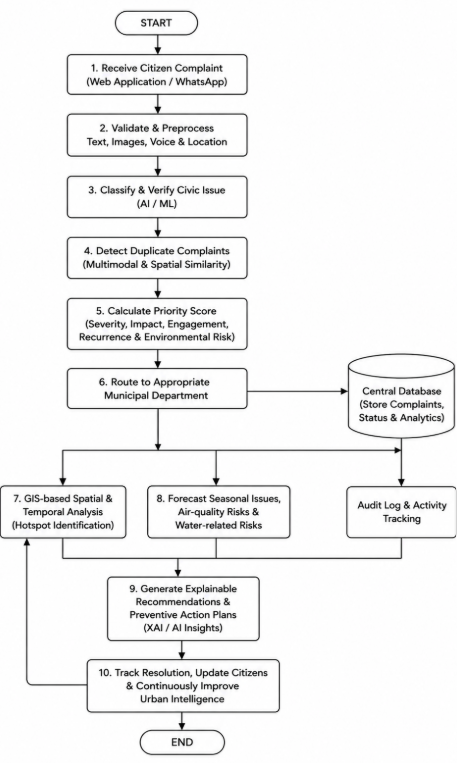 START
1. Receive Citizen Complaint
(Web Application / WhatsApp)
2. Validate & Preprocess
Text, Images, Voice & Location
3. Classify & Verify Civic Issue
(AI / ML)
4. Detect Duplicate Complaints
(Multimodal & Spatial Similarity)
5. Calculate Priority Score
(Severity, Impact, Engagement,
Recurrence & Environmental Risk)
6. Route to Appropriate
Municipal Department
Central Database
(Store Complaints,
Status & Analytics)
7. GIS-based Spatial &
Temporal Analysis
(Hotspot Identification)
8. Forecast Seasonal Issues,
Air-quality Risks &
Water-related Risks
Audit Log & Activity
Tracking
9. Generate Explainable
Recommendations &
Preventive Action Plans
(XAI / AI Insights)
10. Track Resolution, Update Citizens
& Continuously Improve
Urban Intelligence
END